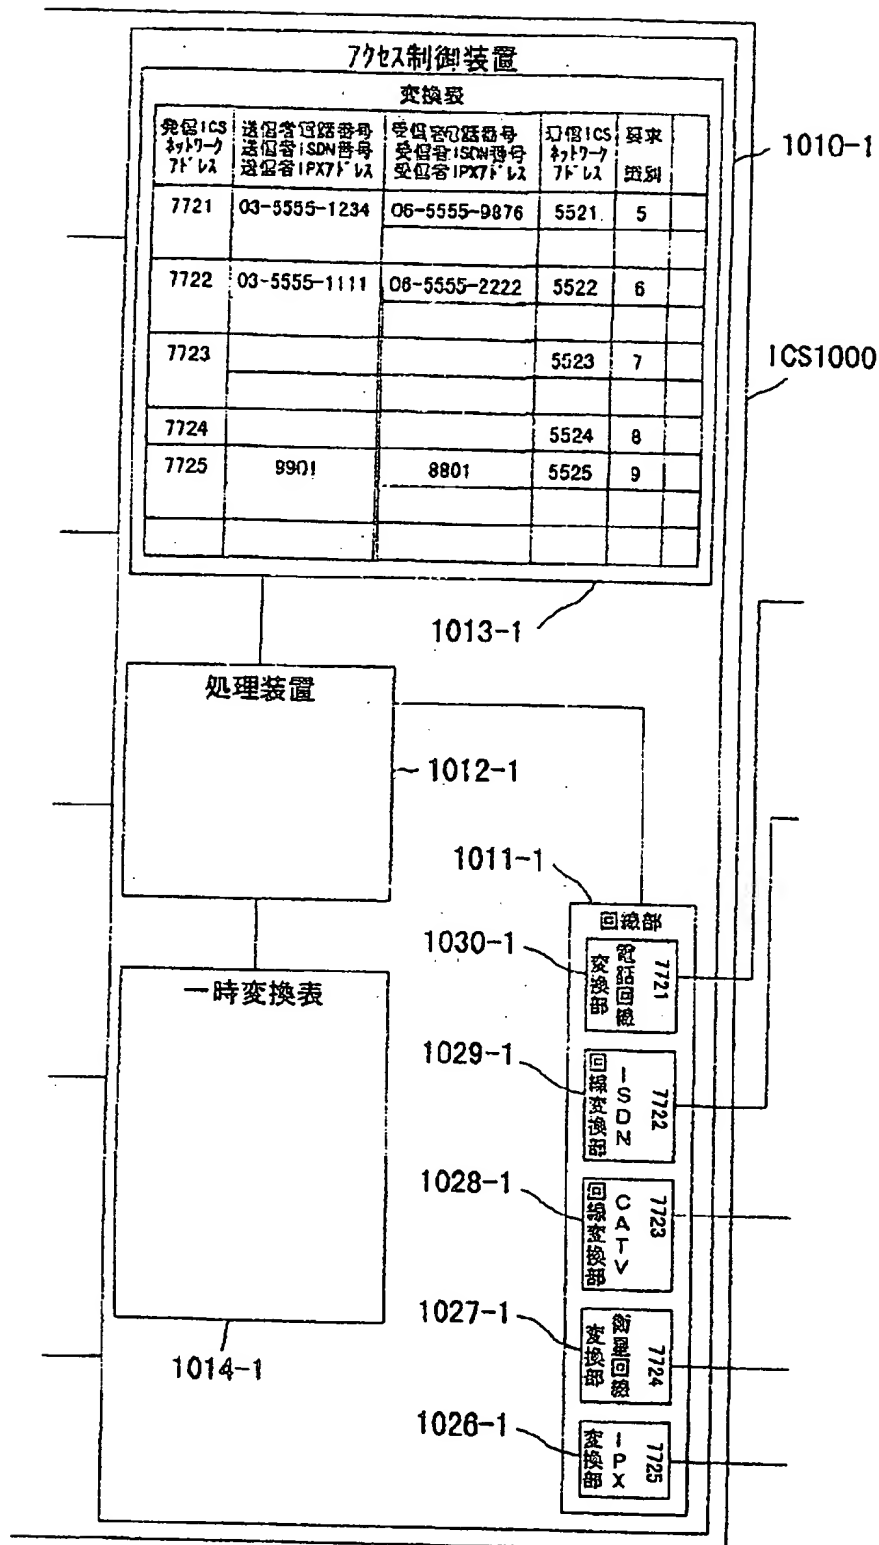 アクセス制御装置
変換表
発信ICS
ネットワーク
アドレス
送信者電話番号
送信者ISDN番号
送信者IPXアドレス
受信者電話番号
受信者ISDN番号
受信者IPXアドレス
着信ICS
ネットワーク
アドレス
要求
識別
7721 03-5555-1234 06-5555-9876 5521 5
7722 03-5555-1111 06-5555-2222 5522 6
7723 5523 7
7724 5524 8
7725 9901 8801 5525 9
1010-1
ICS1000
1013-1
処理装置
1012-1
1011-1
回線部
1030-1
電話回線
変換部
7721
1029-1
ISDN
回線変換部
7722
1028-1
CATV
回線変換部
7723
1027-1
衛星回線
変換部
7724
1026-1
IPX
変換部
7725
一時変換表
1014-1